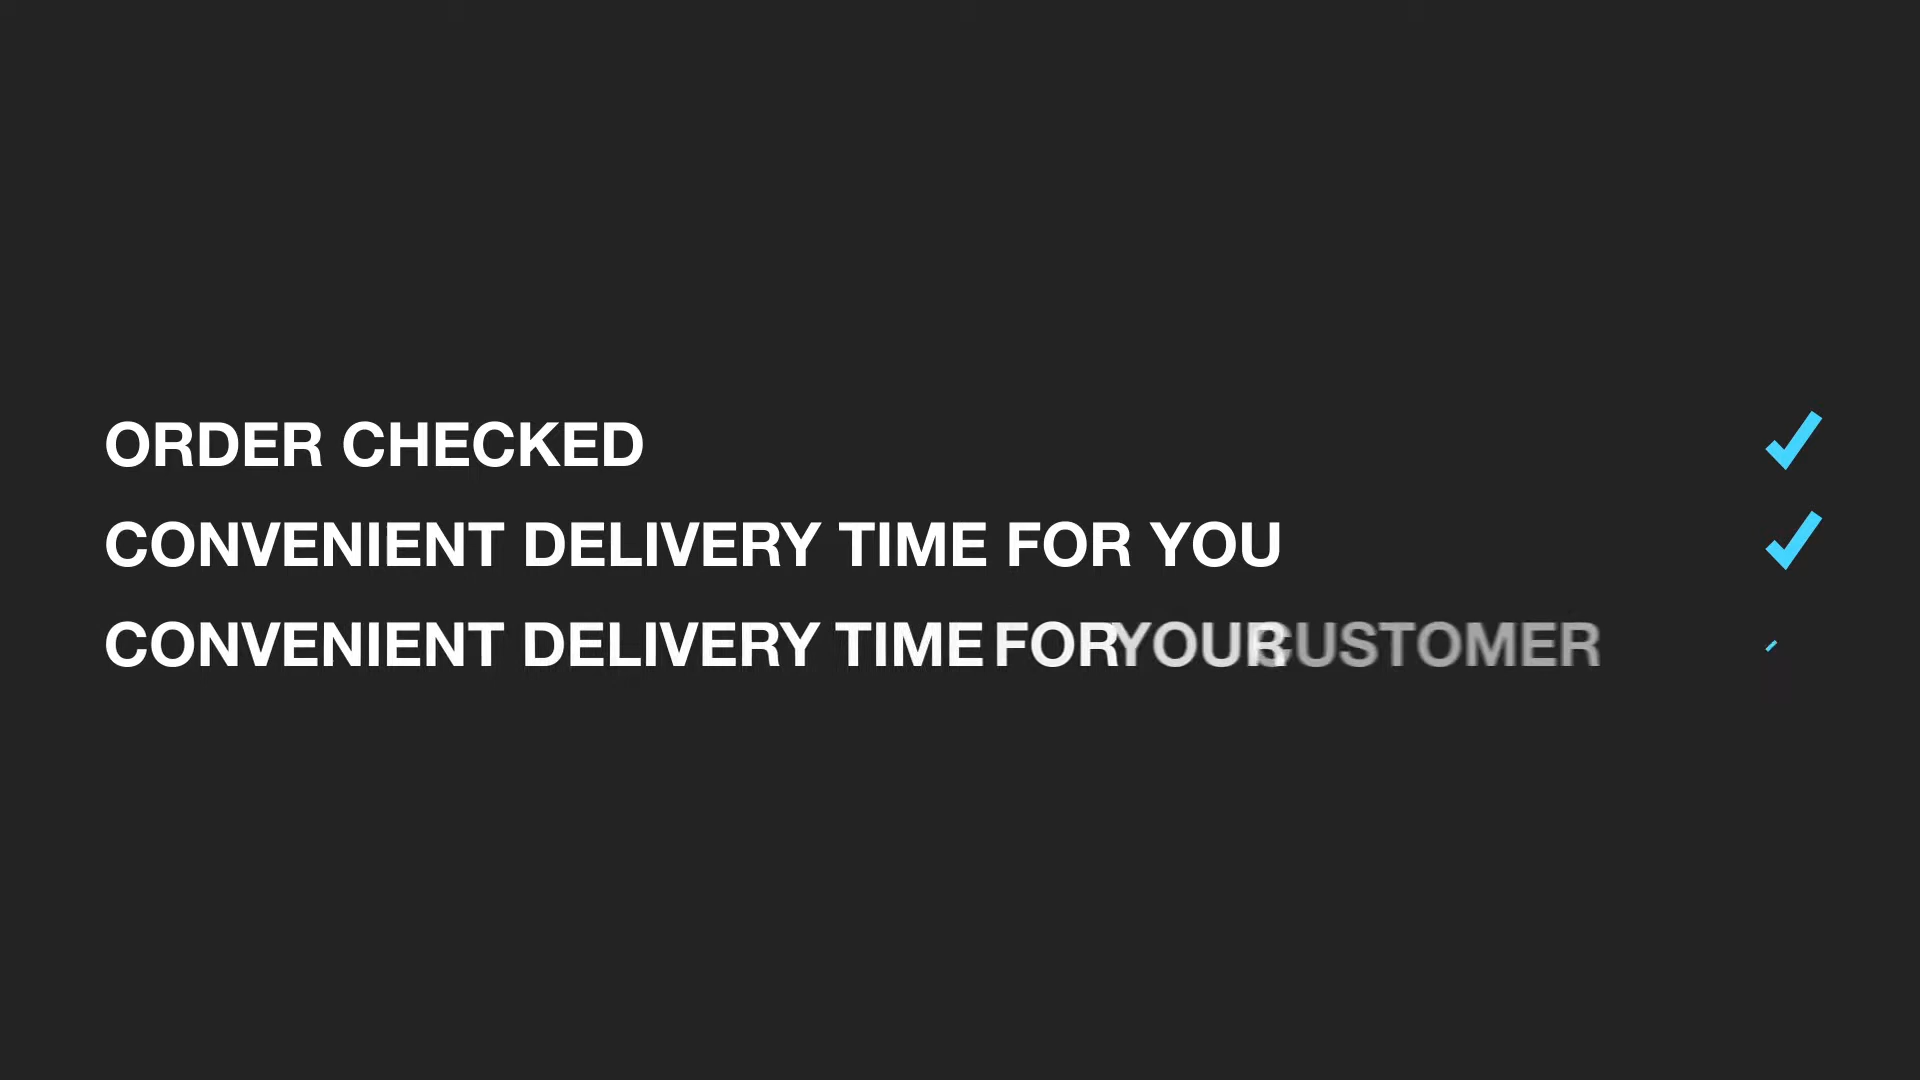 ORDER CHECKED
CONVENIENT DELIVERY TIME FOR YOU
CONVENIENT DELIVERY TIME FOR YOUR CUSTOMER